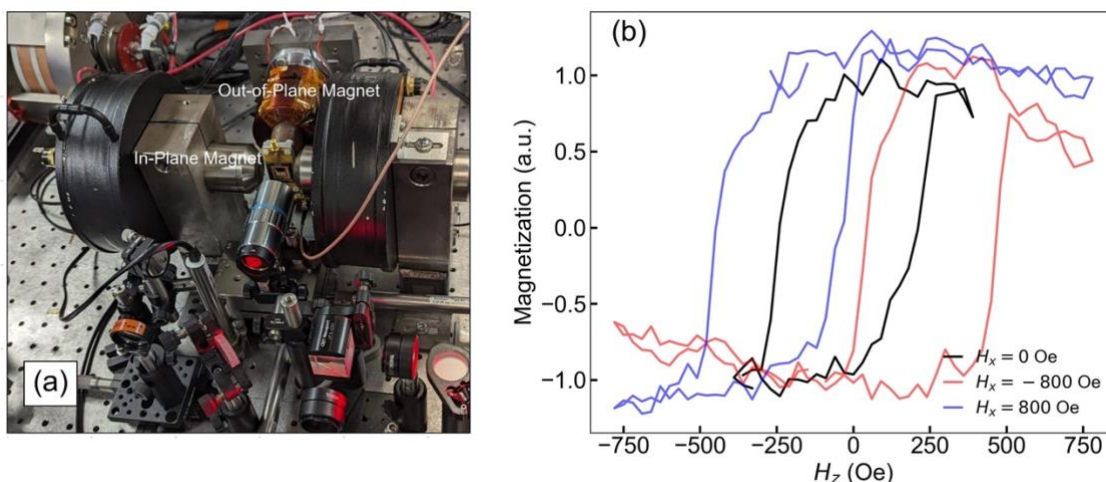 Out-of-Plane Magnet
In-Plane Magnet
(a)
(b)
Magnetization (a.u.)
1.0
0.5
0.0
−0.5
−1.0
H_x = 0 Oe
H_x = − 800 Oe
H_x = 800 Oe
−750 −500 −250 0 250 500 750
H_z (Oe)